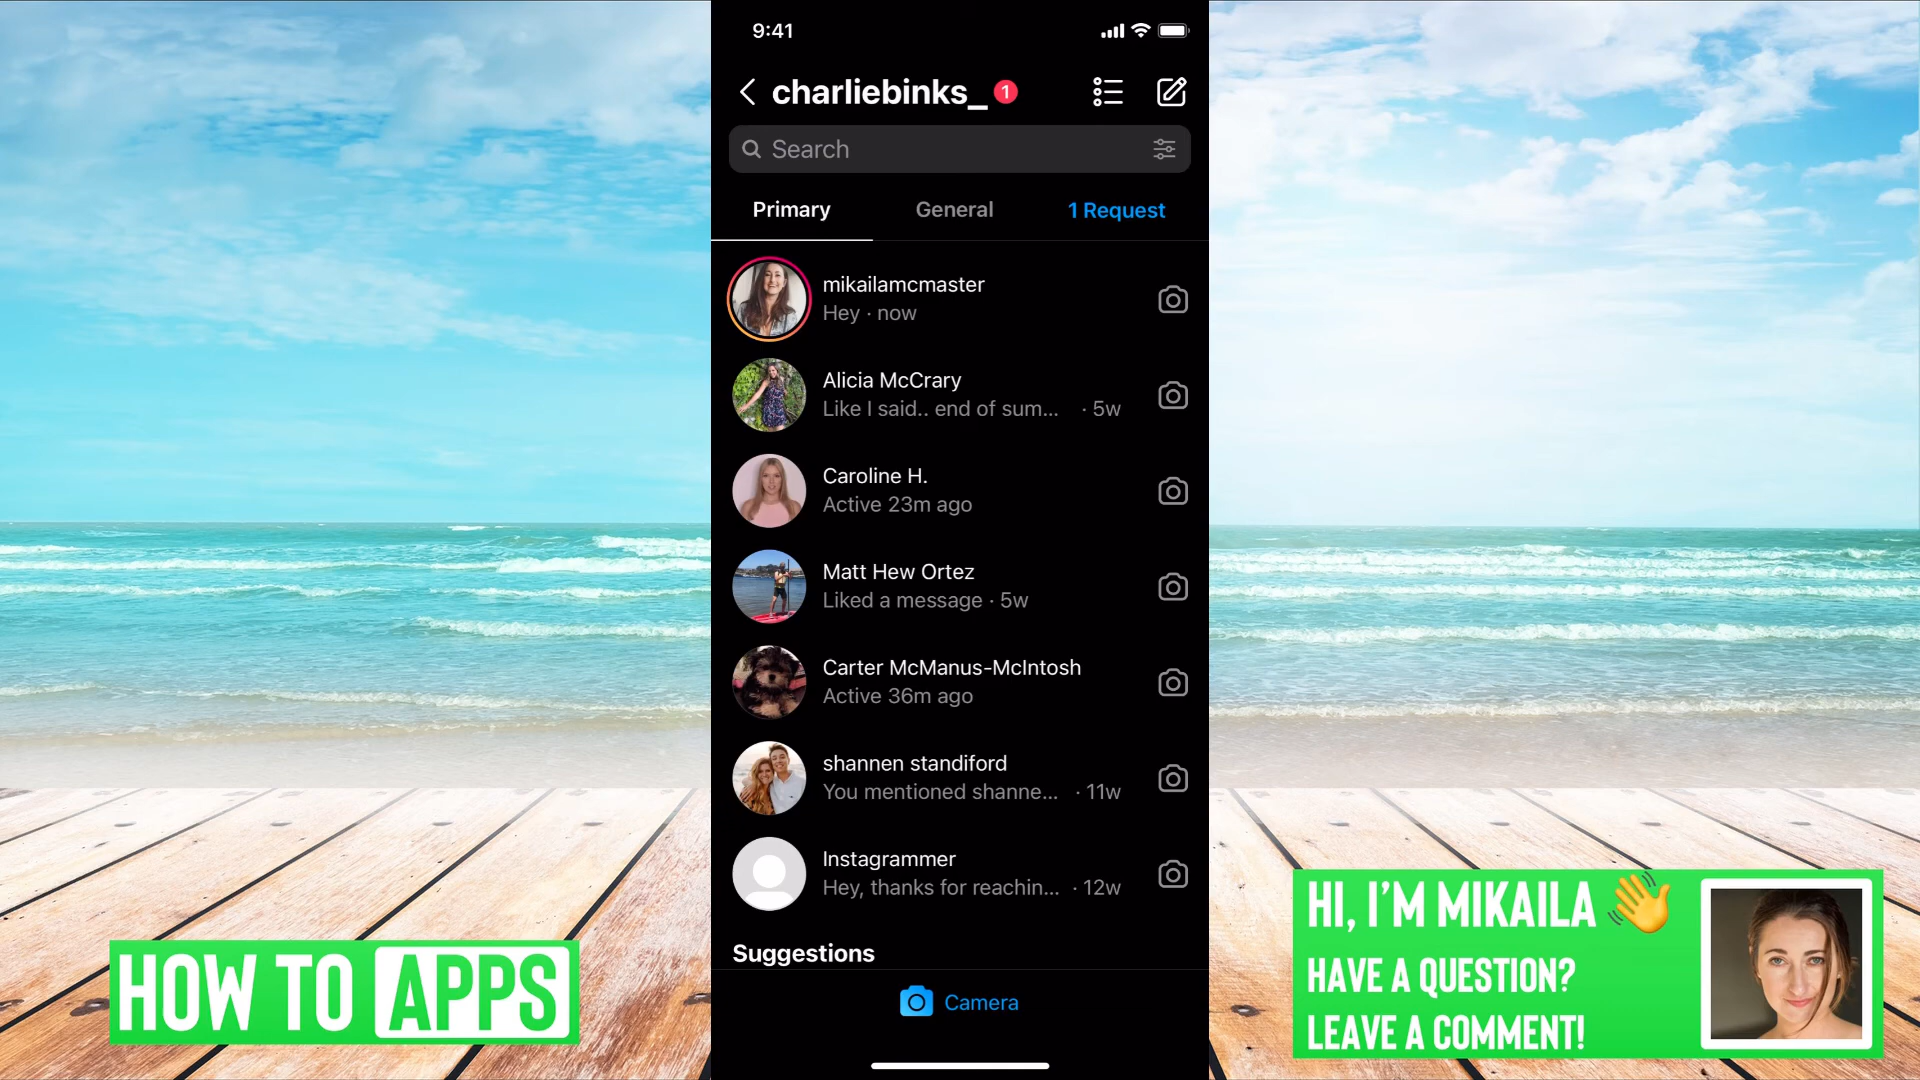 9:41
charliebinks_ 1
Search
Primary General 1 Request
mikailamcmaster
Hey · now
Alicia McCrary
Like I said.. end of sum... · 5w
Caroline H.
Active 23m ago
Matt Hew Ortez
Liked a message · 5w
Carter McManus-McIntosh
Active 36m ago
shannen standiford
You mentioned shanne... · 11w
Instagrammer
Hey, thanks for reachin... · 12w
Suggestions
Camera
HOW TO APPS
HI, I'M MIKAILA 👋
HAVE A QUESTION?
LEAVE A COMMENT!